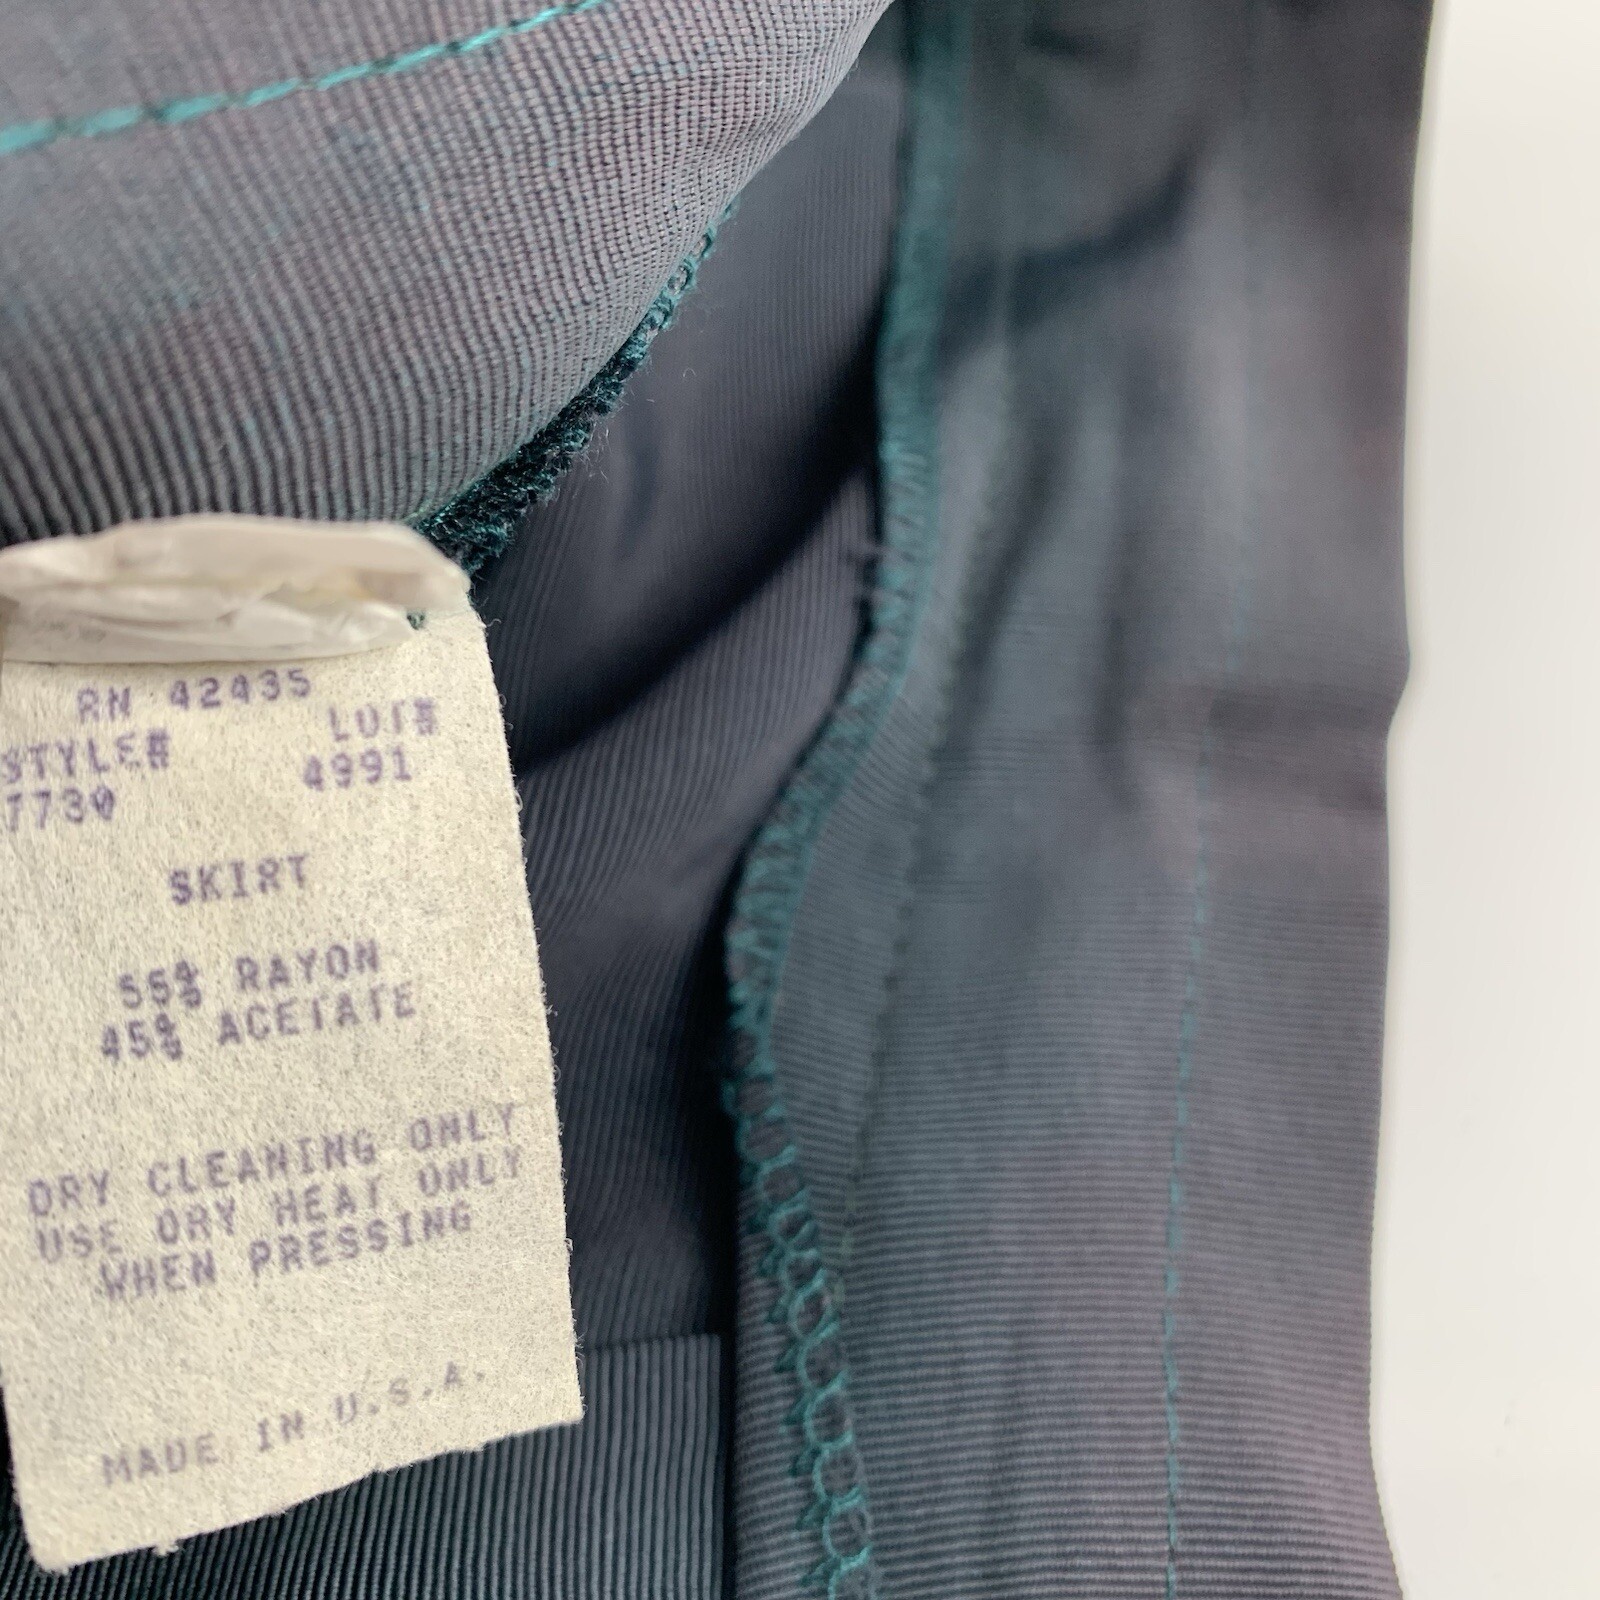 RN 42435
STYLE# LOT#
7730 4991
SKIRT
55% RAYON
45% ACETATE
DRY CLEANING ONLY
USE DRY HEAT ONLY
WHEN PRESSING
MADE IN U.S.A.